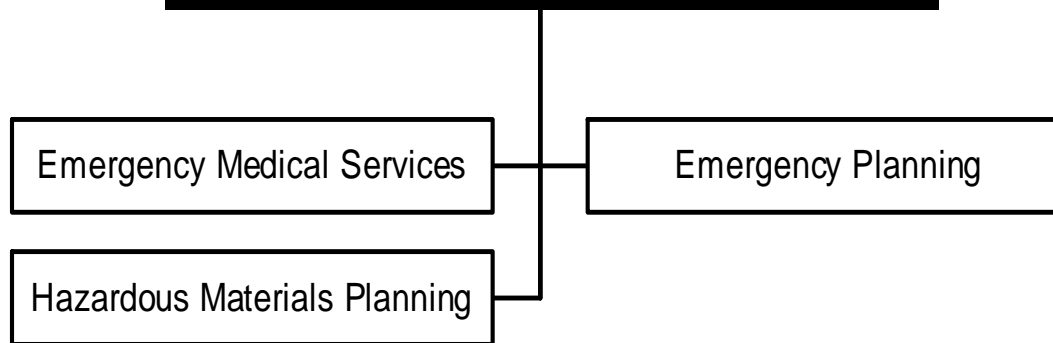 Emergency Medical Services
Emergency Planning
Hazardous Materials Planning